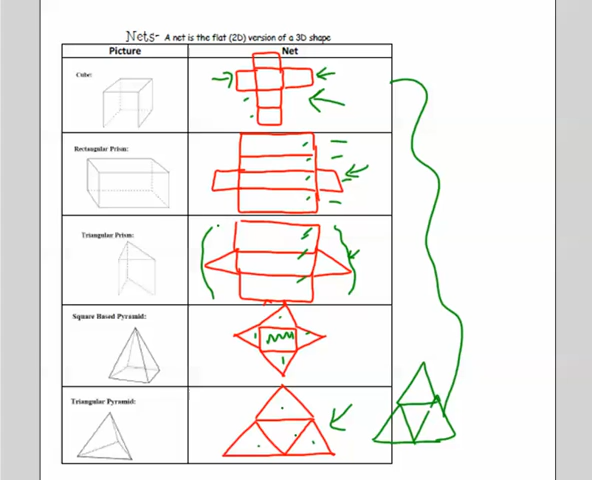 Nets- A net is the flat (2D) version of a 3D shape
Picture Net
Cube:
Rectangular Prism:
Triangular Prism:
Square Based Pyramid:
Triangular Pyramid: